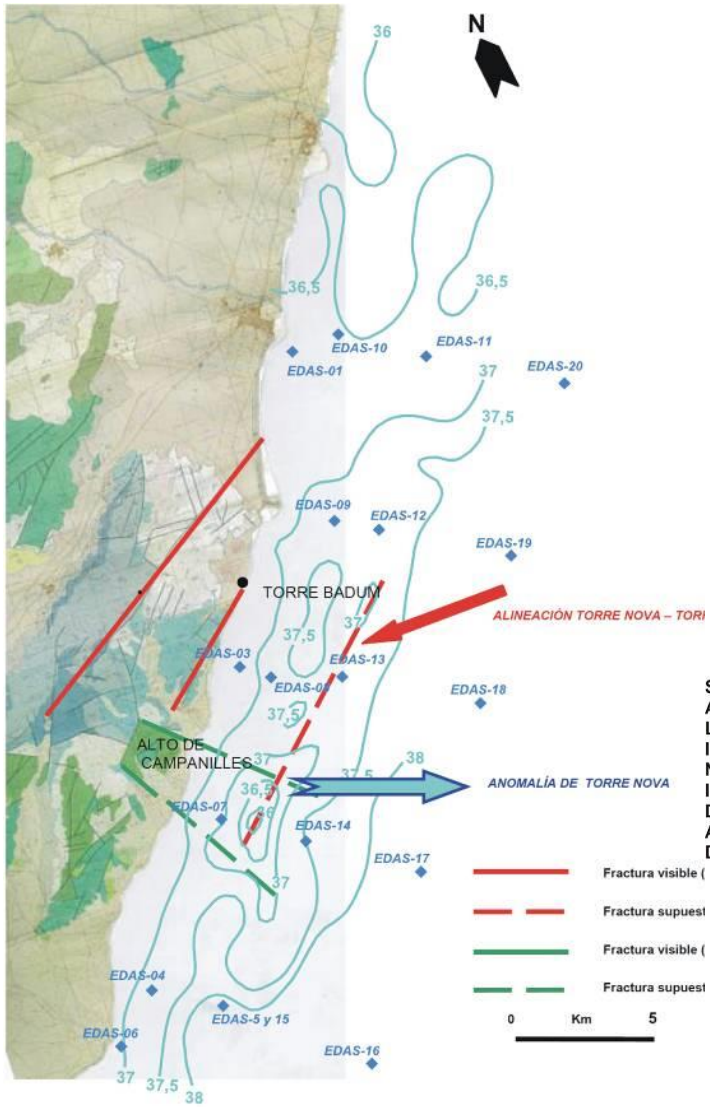 36
N
36,5
36,5
EDAS-10
EDAS-01
EDAS-11
EDAS-20
37
37,5
EDAS-09
EDAS-12
EDAS-19
TORRE BADUM
37
ALINEACIÓN TORRE NOVA – TOR
37,5
EDAS-03
EDAS-13
EDAS-18
37,5
ALTO DE
CAMPANILLES
37
37,5
38
36,5
ANOMALÍA DE TORRE NOVA
36
EDAS-07
EDAS-14
EDAS-17
37
S
A
L
I
N
I
D
A
D
Fractura visible (
Fractura supuest
Fractura visible (
Fractura supuest
EDAS-04
EDAS-5 y 15
EDAS-06
EDAS-16
0 Km 5
37
37,5
38